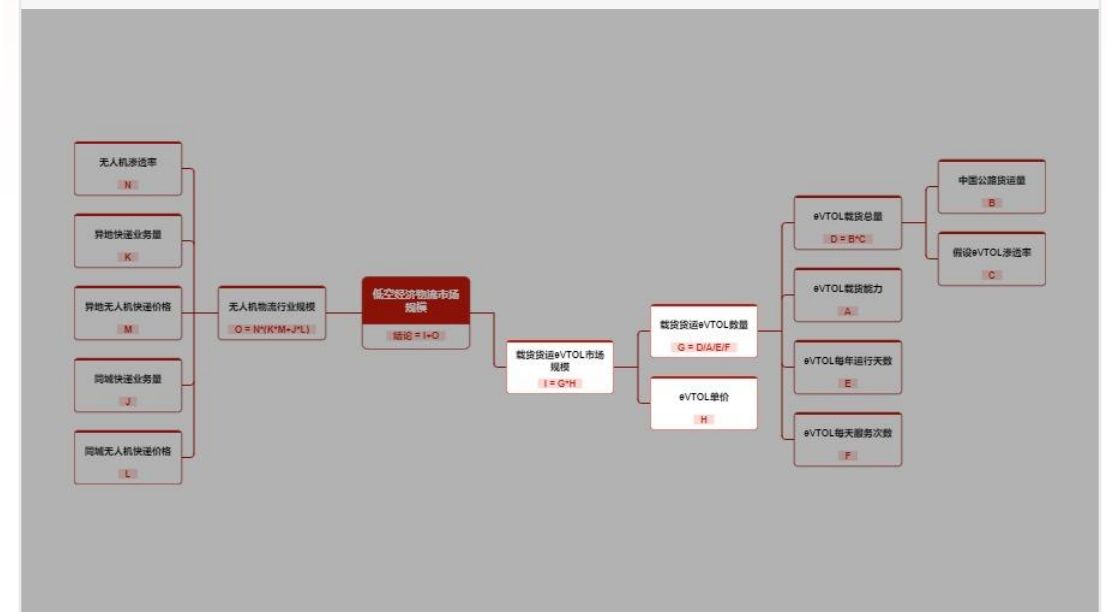 无人机渗透率
N
异地快递业务量
K
异地无人机快递价格
M
同城快递业务量
J
同城无人机快递价格
L
无人机物流行业规模
O = N*(K*M+J*L)
低空经济物流市场
规模
结论 = I+O
载货货运eVTOL市场
规模
I = G*H
载货货运eVTOL数量
G = D/A/E/F
eVTOL单价
H
eVTOL载货总量
D = B*C
eVTOL载货能力
A
eVTOL每年运行天数
E
eVTOL每天服务次数
F
中国公路货运量
B
假设eVTOL渗透率
C